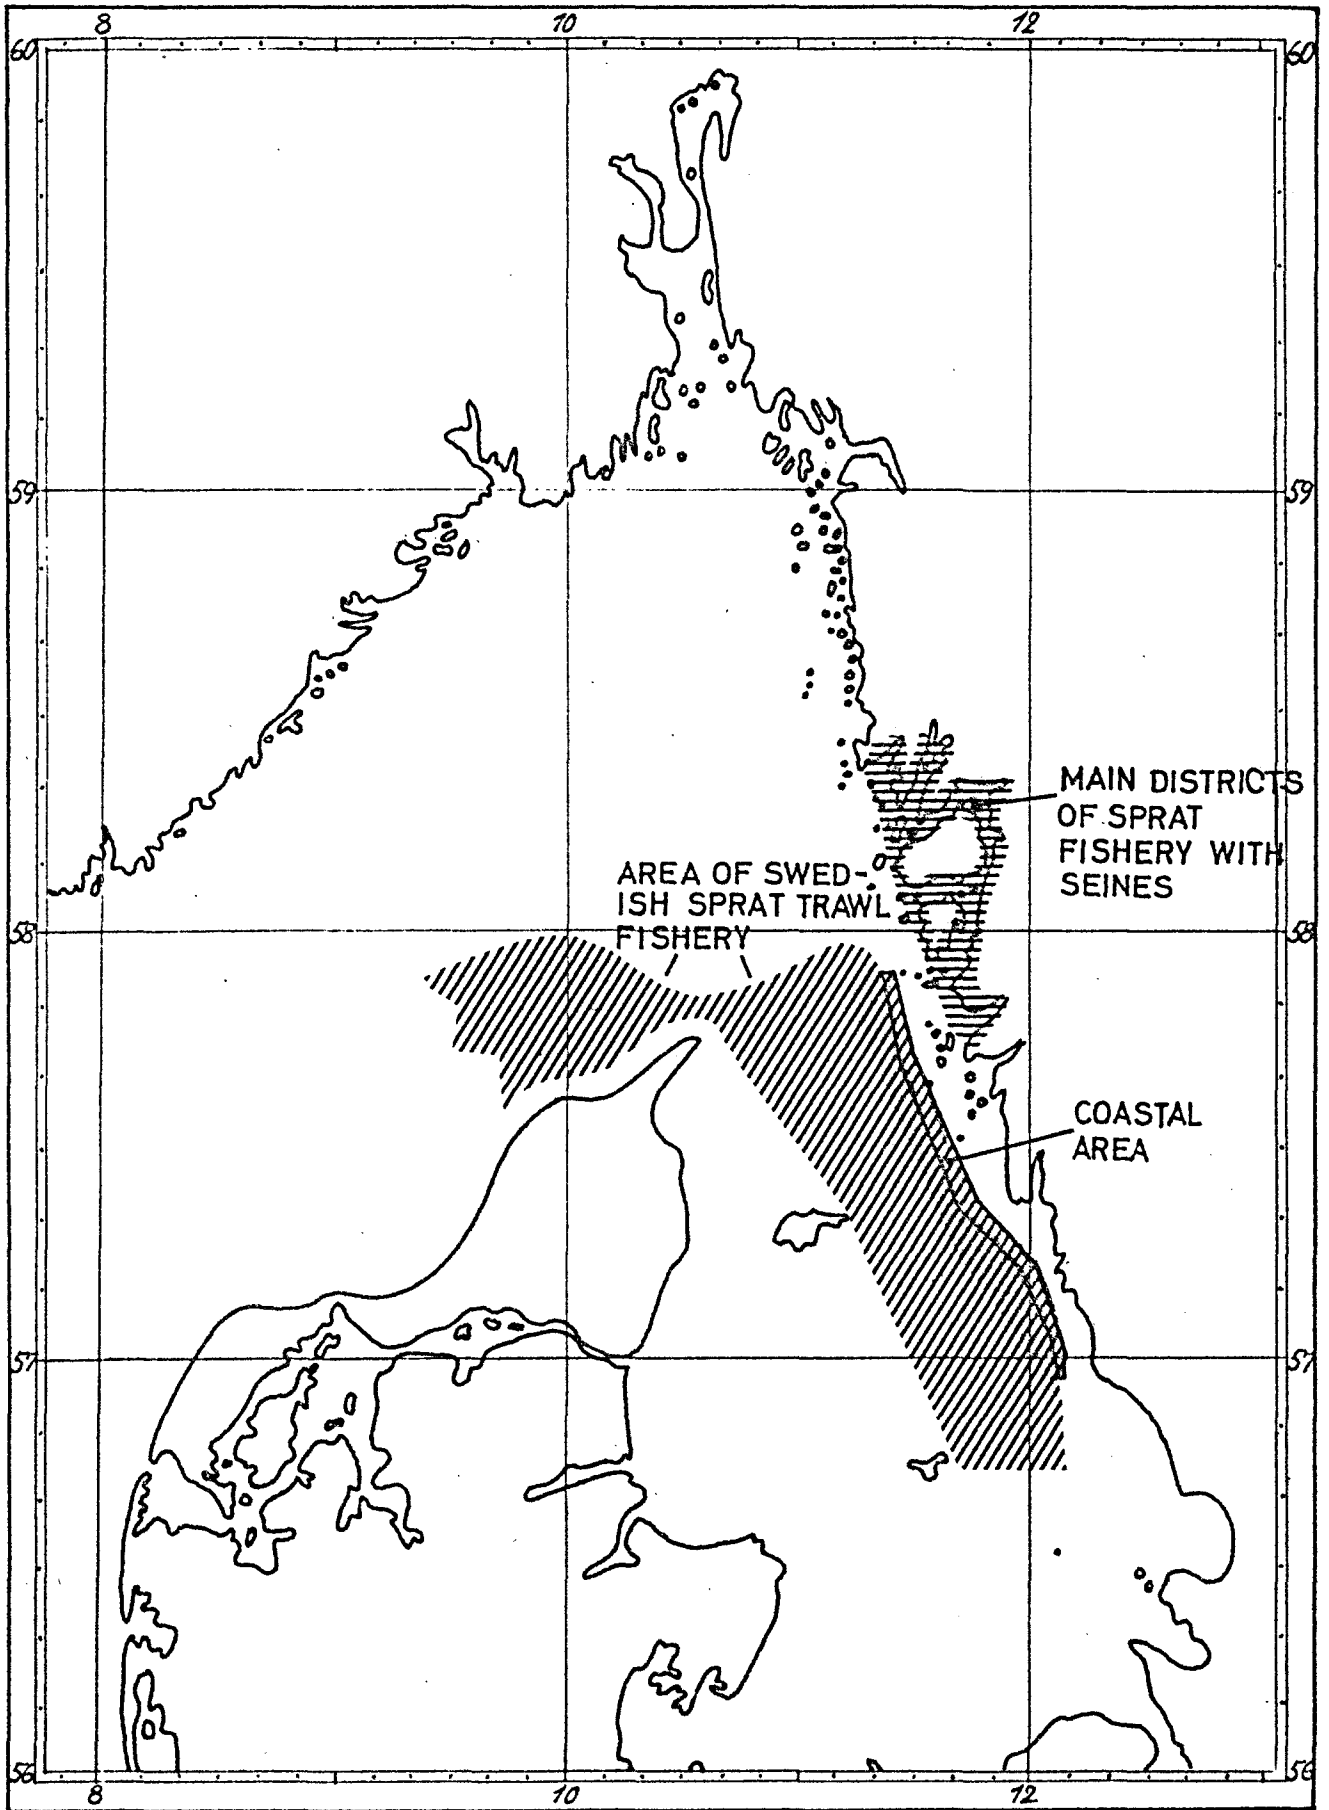 8 10 12
60 60
59 59
MAIN DISTRICTS
OF SPRAT
FISHERY WITH
SEINES
AREA OF SWED-
ISH SPRAT TRAWL
FISHERY
58 58
COASTAL
AREA
57 57
56 56
8 10 12